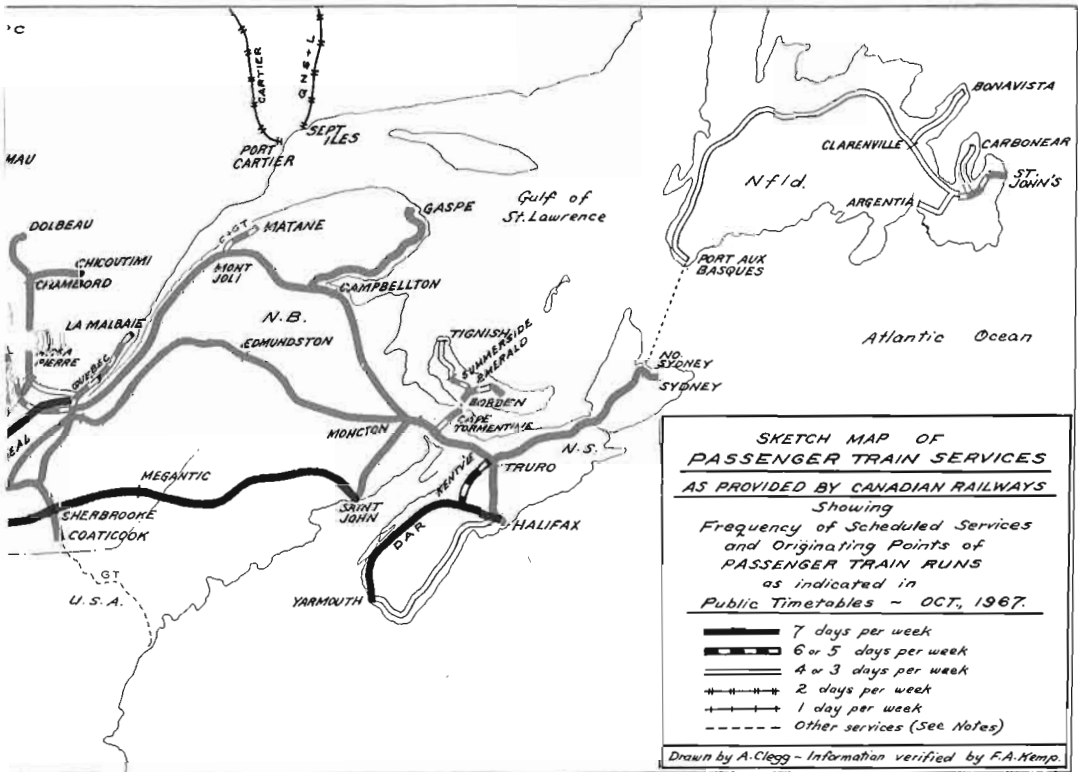 PC
CARTIER
QNS+L
SEPT
ILES
PORT
CARTIER
MAU
BONAVISTA
CLARENVILLE
CARBONEAR
ST.
JOHN'S
Nfld.
ARGENTIA
Gulf of
St. Lawrence
GASPE
DOLBEAU
C+GT
MATANE
CHICOUTIMI
CHAMBORD
MONT
JOLI
CAMPBELLTON
PORT AUX
BASQUES
LA MALBAIE
N.B.
EDMUNDSTON
TIGNISH
SUMMERSIDE
EMERALD
Atlantic Ocean
PIERRE
QUEBEC
NO.
SYDNEY
SYDNEY
BORDEN
CAPE
TORMENTINE
MONCTON
EAL
N.S.
TRURO
KENTVE
MEGANTIC
SAINT
JOHN
SHERBROOKE
COATICOOK
DAR
HALIFAX
GT
U.S.A.
YARMOUTH
SKETCH MAP OF
PASSENGER TRAIN SERVICES
AS PROVIDED BY CANADIAN RAILWAYS
Showing
Frequency of Scheduled Services
and Originating Points of
PASSENGER TRAIN RUNS
as indicated in
Public Timetables ~ OCT., 1967.
7 days per week
6 or 5 days per week
4 or 3 days per week
2 days per week
1 day per week
Other services (See Notes)
Drawn by A.Clegg - Information verified by F.A.Kemp.